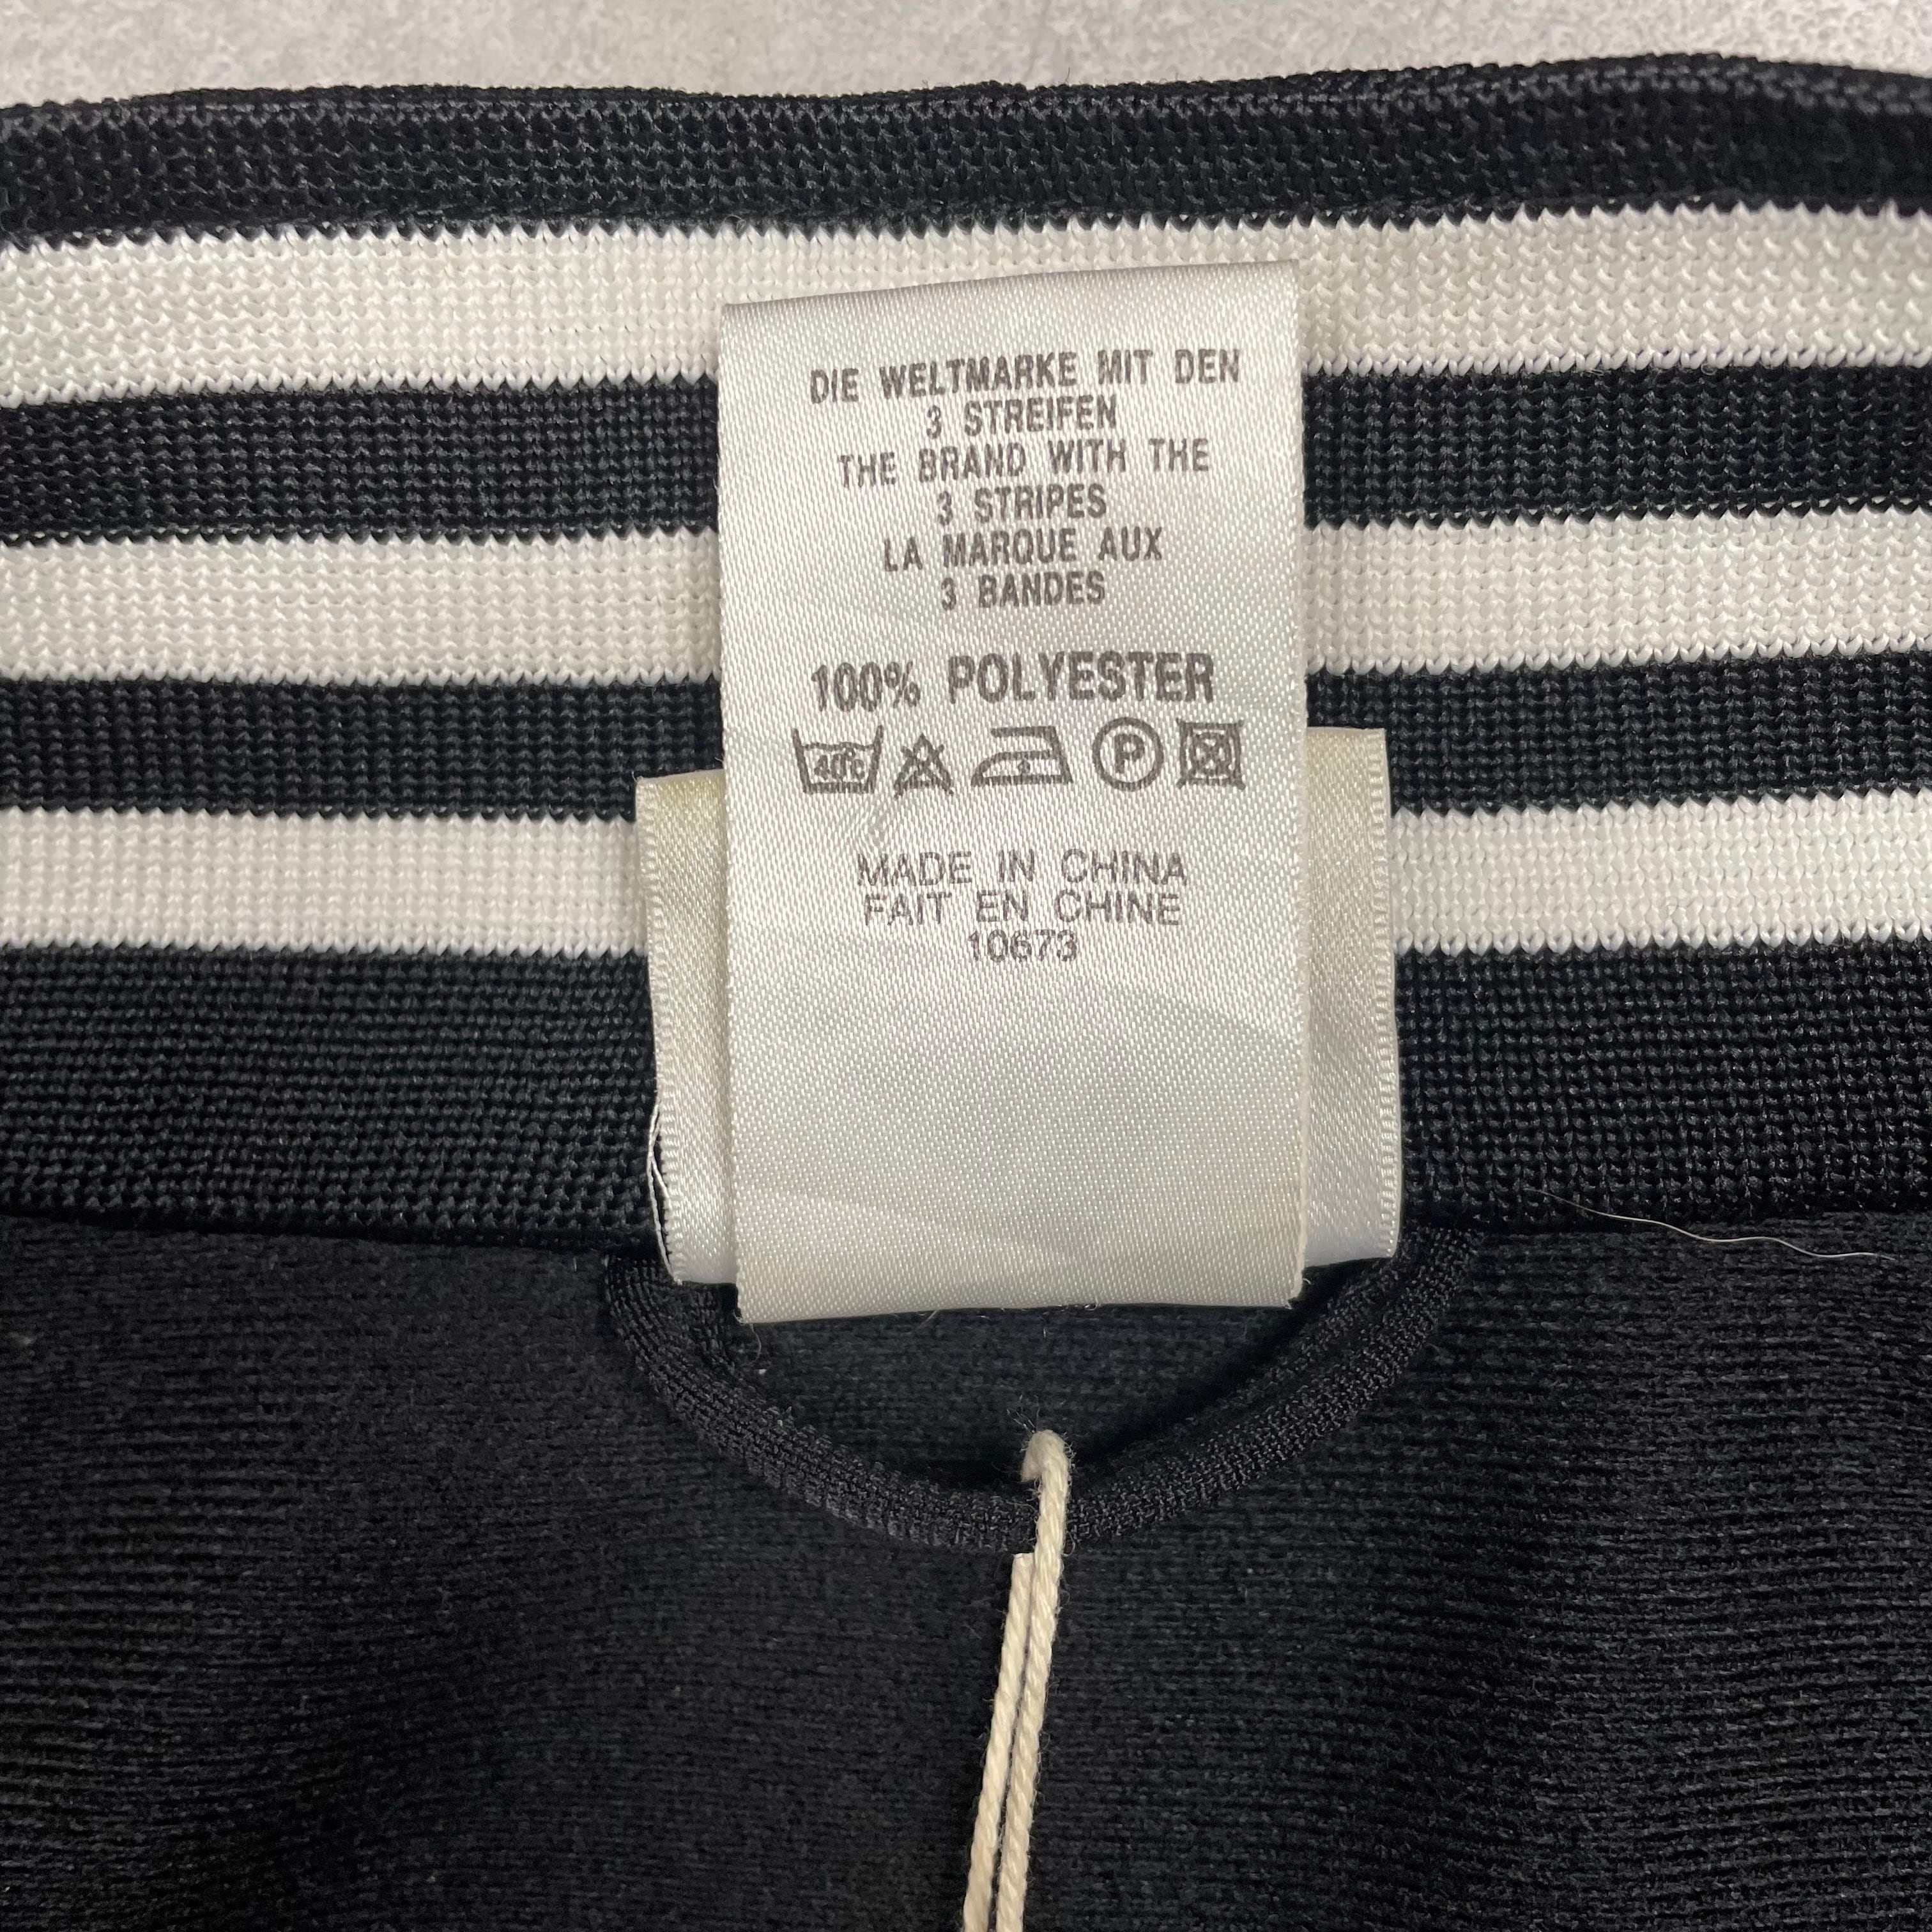 DIE WELTMARKE MIT DEN
3 STREIFEN
THE BRAND WITH THE
3 STRIPES
LA MARQUE AUX
3 BANDES
100% POLYESTER
40°C P
MADE IN CHINA
FAIT EN CHINE
10673